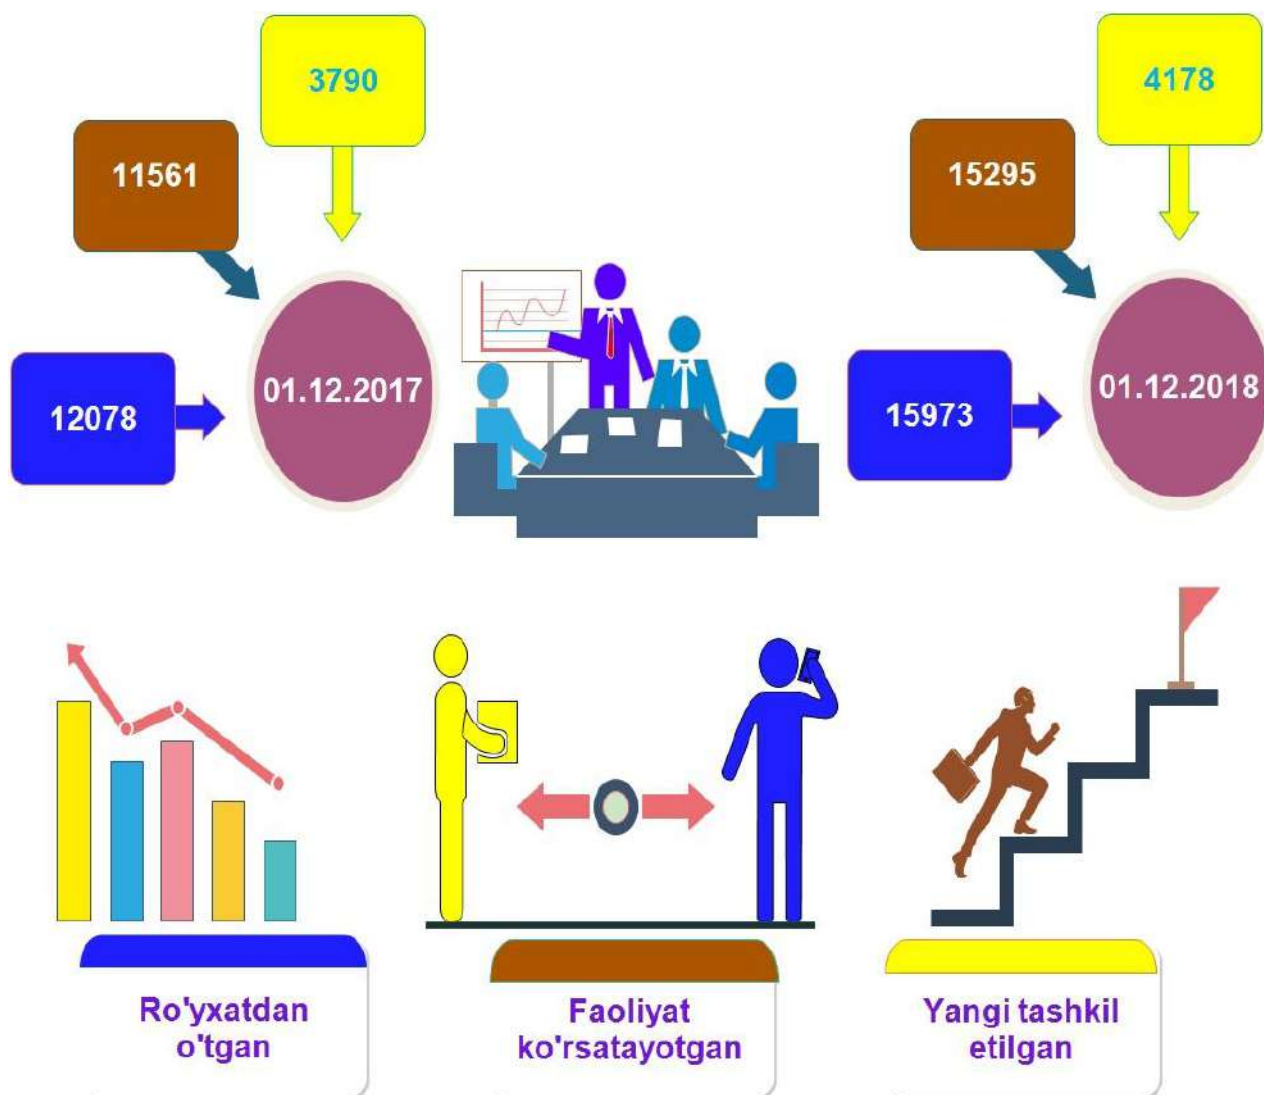 3790
4178
11561
15295
01.12.2017
01.12.2018
12078
15973
Ro'yxatdan
o'tgan
Faoliyat
ko'rsatayotgan
Yangi tashkil
etilgan